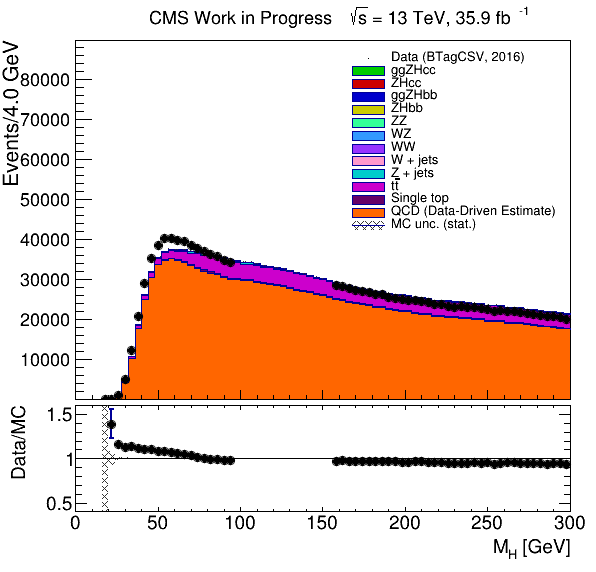 CMS Work in Progress √s = 13 TeV, 35.9 fb⁻¹
Events/4.0 GeV
80000
70000
60000
50000
40000
30000
20000
10000
Data (BTagCSV, 2016)
ggZHcc
ZHcc
ggZHbb
ZHbb
ZZ
WZ
WW
W + jets
Z + jets
tt̅
Single top
QCD (Data-Driven Estimate)
MC unc. (stat.)
Data/MC
1.5
1
0.5
0 50 100 150 200 250 300
M_H [GeV]